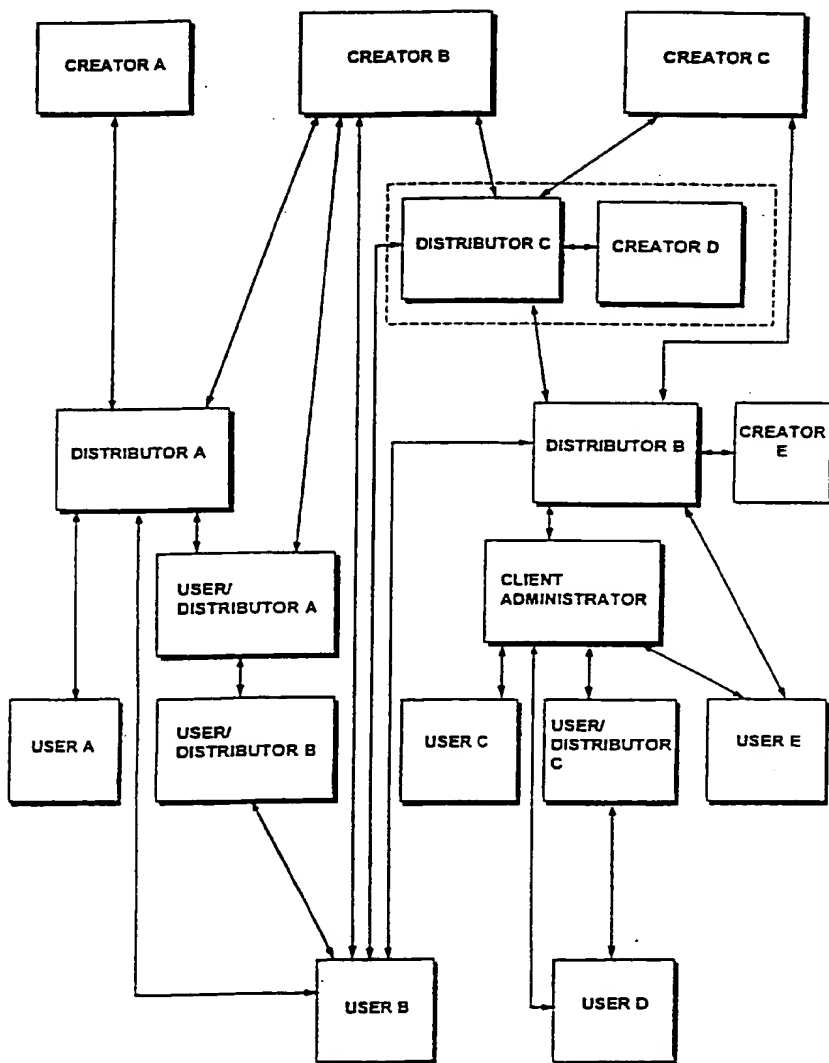 CREATOR A
CREATOR B
CREATOR C
DISTRIBUTOR C
CREATOR D
DISTRIBUTOR A
DISTRIBUTOR B
CREATOR
E
USER/
DISTRIBUTOR A
CLIENT
ADMINISTRATOR
USER A
USER/
DISTRIBUTOR B
USER C
USER/
DISTRIBUTOR
C
USER E
USER B
USER D